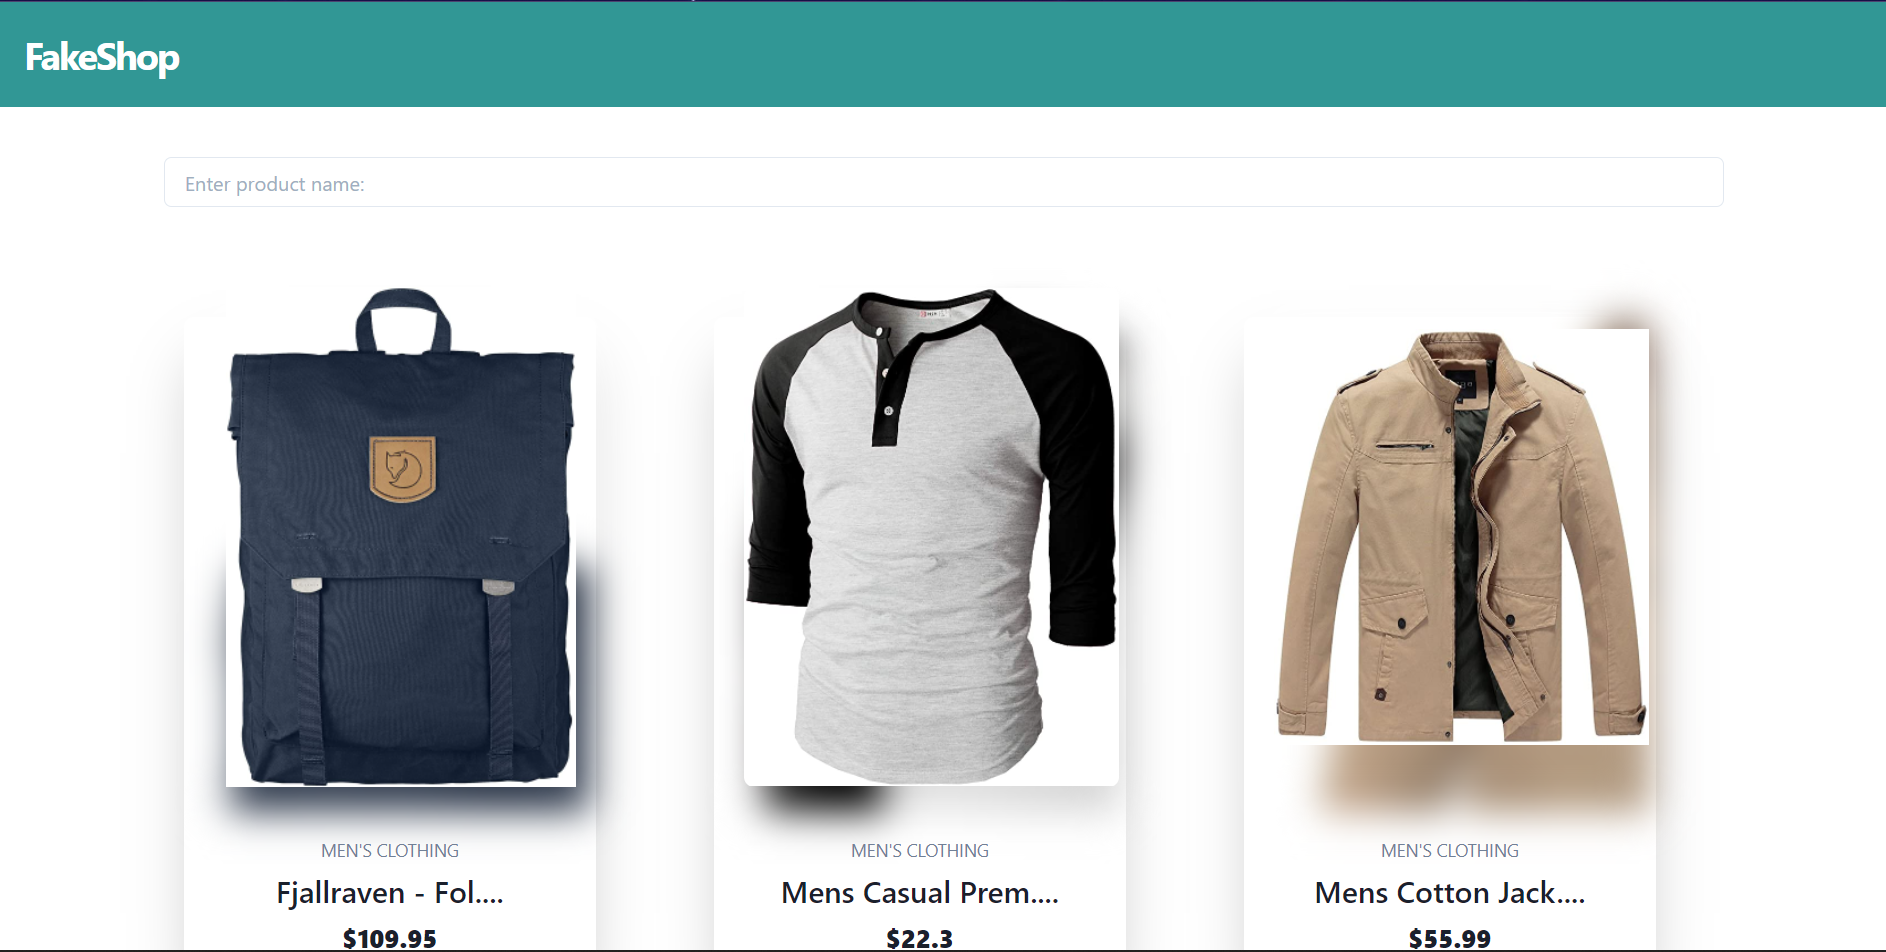 FakeShop
Enter product name:
MEN'S CLOTHING
Fjallraven - Fol....
$109.95
MEN'S CLOTHING
Mens Casual Prem....
$22.3
MEN'S CLOTHING
Mens Cotton Jack....
$55.99